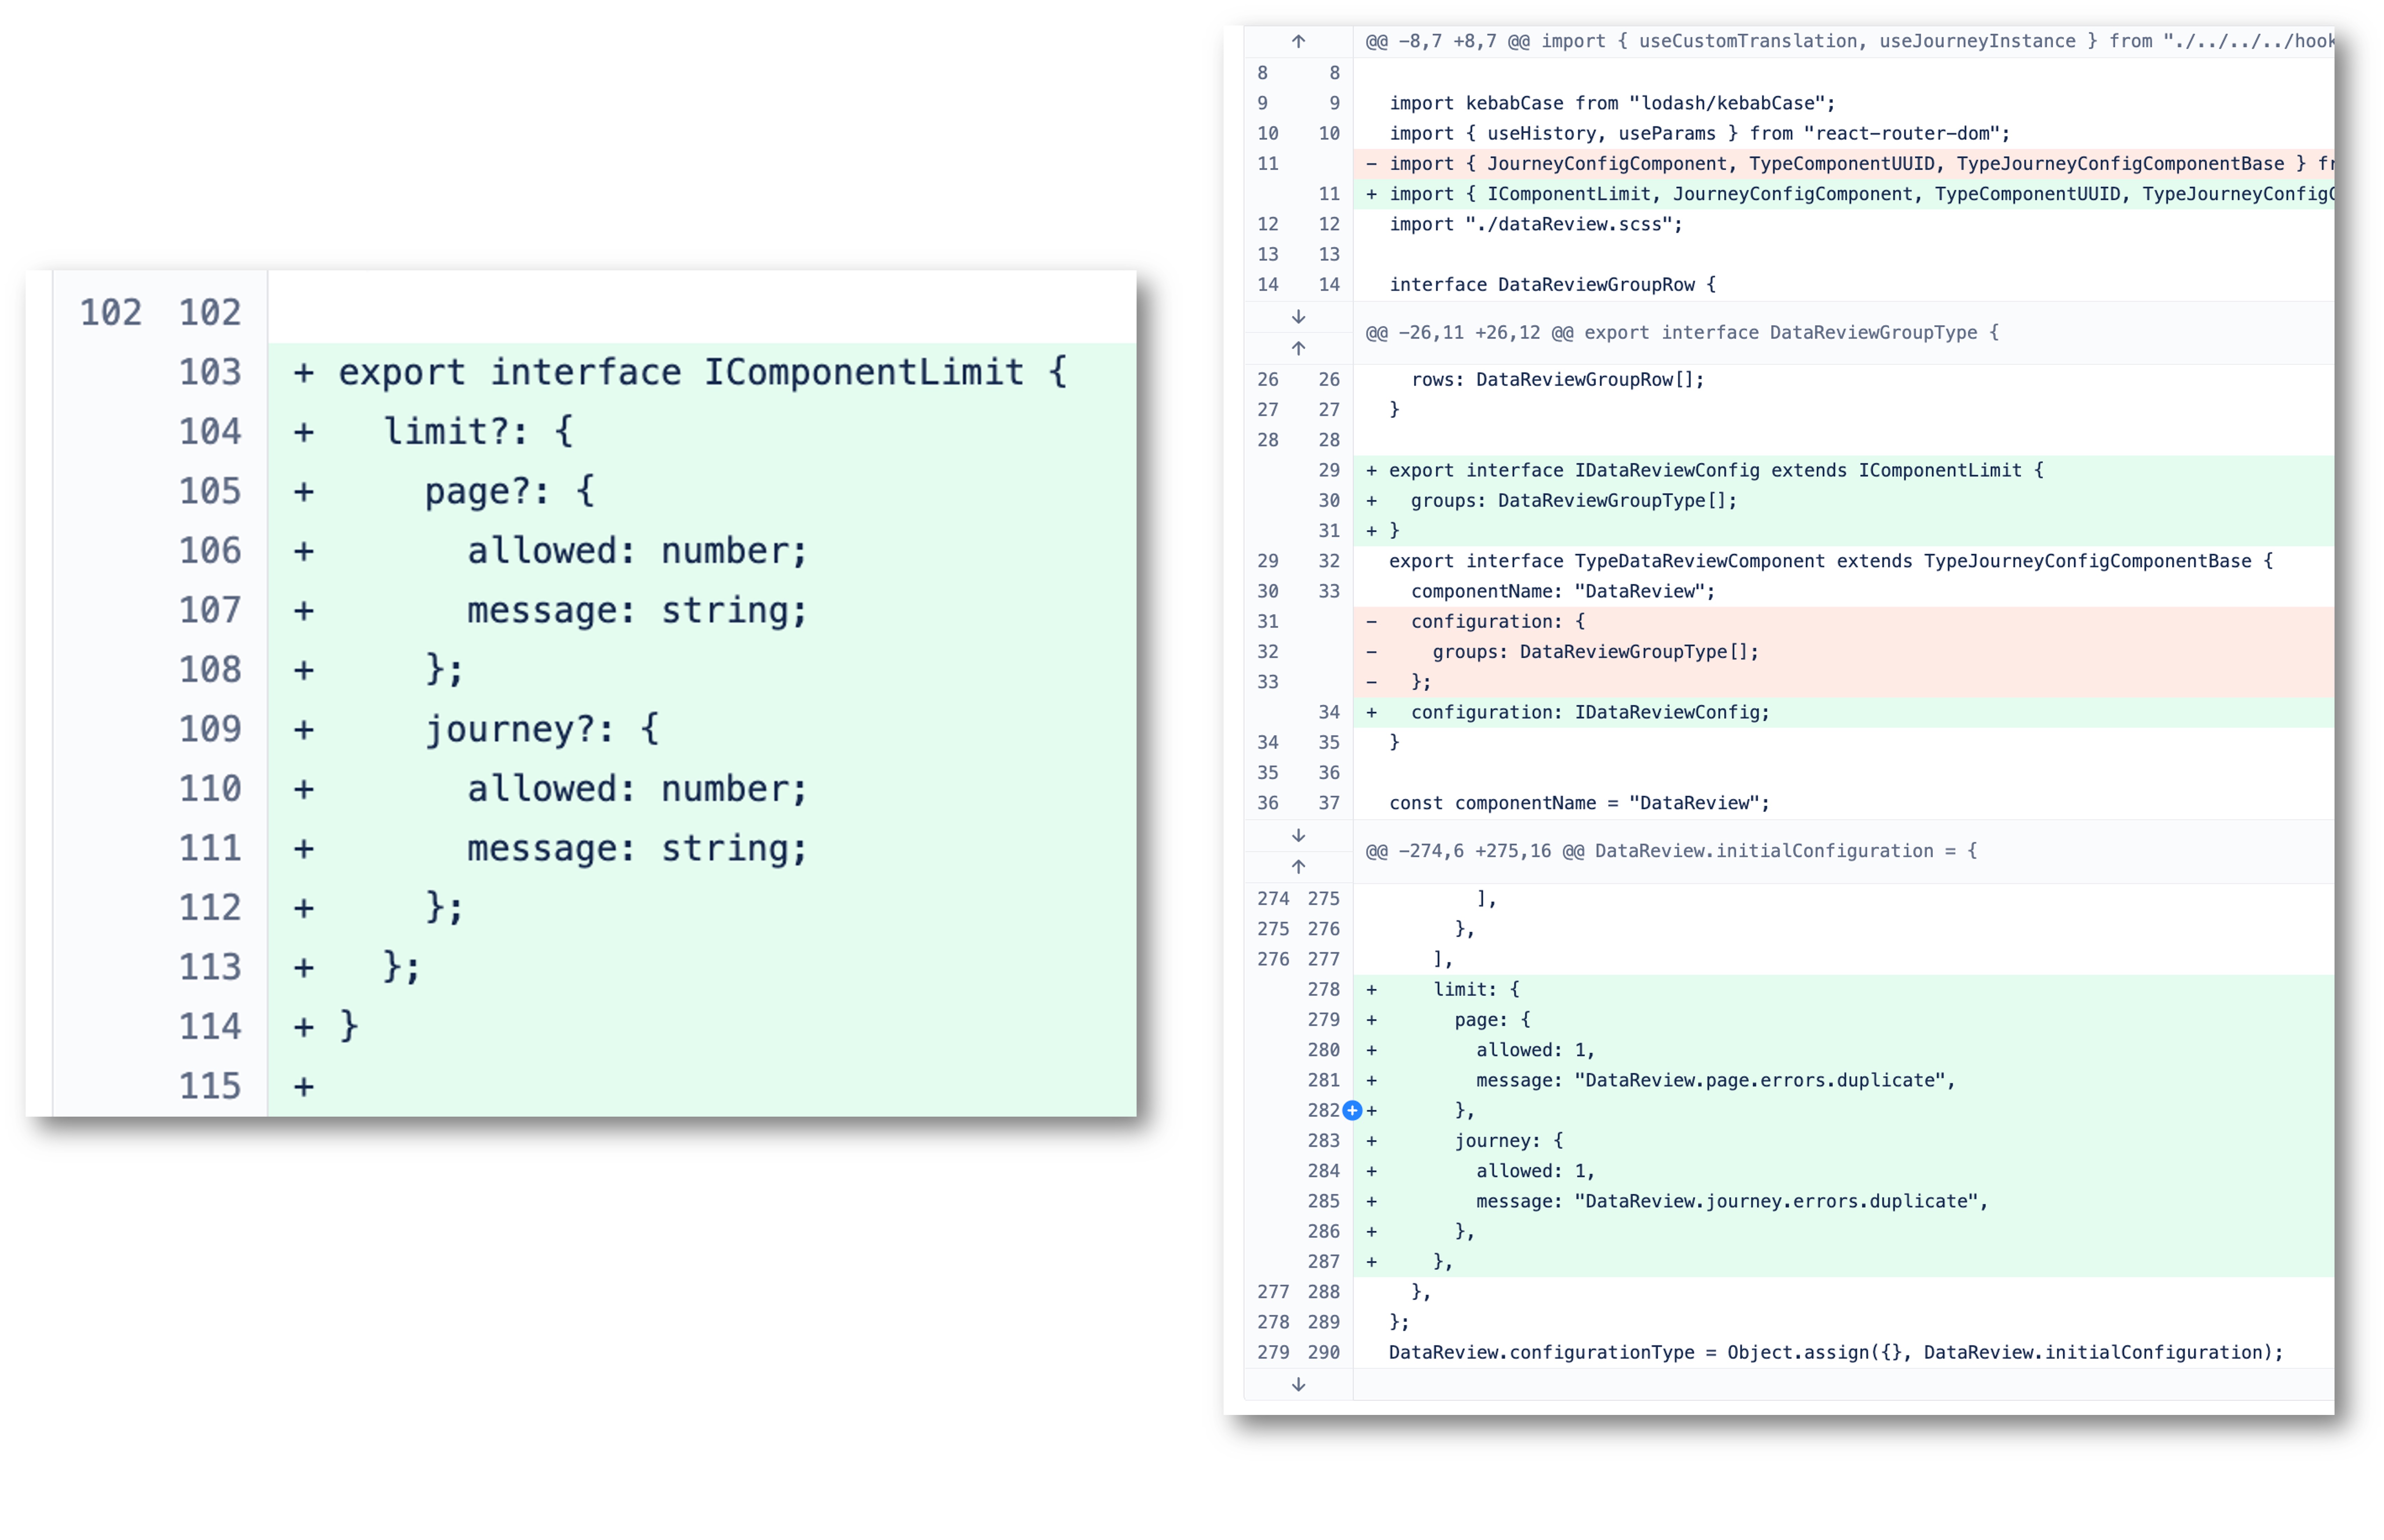 102 102
103 + export interface IComponentLimit {
104 +   limit?: {
105 +     page?: {
106 +       allowed: number;
107 +       message: string;
108 +     };
109 +     journey?: {
110 +       allowed: number;
111 +       message: string;
112 +     };
113 +   };
114 + }
115 +
@@ -8,7 +8,7 @@ import { useCustomTranslation, useJourneyInstance } from "./../../../hook
8 8
9 9 import kebabCase from "lodash/kebabCase";
10 10 import { useHistory, useParams } from "react-router-dom";
11 - import { JourneyConfigComponent, TypeComponentUUID, TypeJourneyConfigComponentBase } fr
11 + import { IComponentLimit, JourneyConfigComponent, TypeComponentUUID, TypeJourneyConfigC
12 12 import "./dataReview.scss";
13 13
14 14 interface DataReviewGroupRow {
@@ -26,11 +26,12 @@ export interface DataReviewGroupType {
26 26   rows: DataReviewGroupRow[];
27 27 }
28 28
29 + export interface IDataReviewConfig extends IComponentLimit {
30 +   groups: DataReviewGroupType[];
31 + }
29 32 export interface TypeDataReviewComponent extends TypeJourneyConfigComponentBase {
30 33   componentName: "DataReview";
31 -   configuration: {
32 -     groups: DataReviewGroupType[];
33 -   };
34 +   configuration: IDataReviewConfig;
34 35 }
35 36
36 37 const componentName = "DataReview";
@@ -274,6 +275,16 @@ DataReview.initialConfiguration = {
274 275         ],
275 276       },
276 277     ],
278 +     limit: {
279 +       page: {
280 +         allowed: 1,
281 +         message: "DataReview.page.errors.duplicate",
282 + +       },
283 +       journey: {
284 +         allowed: 1,
285 +         message: "DataReview.journey.errors.duplicate",
286 +       },
287 +     },
277 288   },
278 289 };
279 290 DataReview.configurationType = Object.assign({}, DataReview.initialConfiguration);